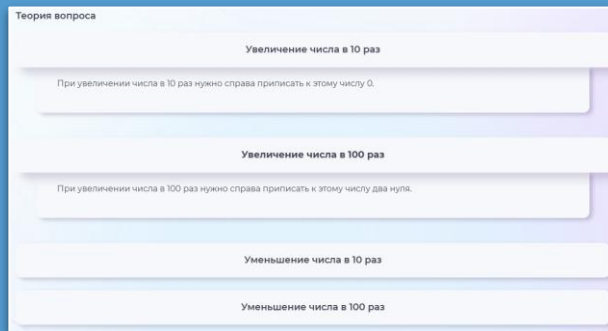 Теория вопроса
Увеличение числа в 10 раз
При увеличении числа в 10 раз нужно справа приписать к этому числу 0.
Увеличение числа в 100 раз
При увеличении числа в 100 раз нужно справа приписать к этому числу два нуля.
Уменьшение числа в 10 раз
Уменьшение числа в 100 раз